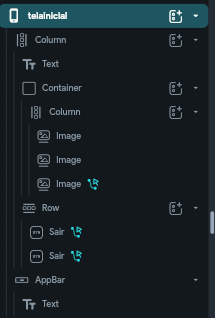 telainicial
Column
Text
Container
Column
Image
Image
Image
Row
Sair
Sair
AppBar
Text